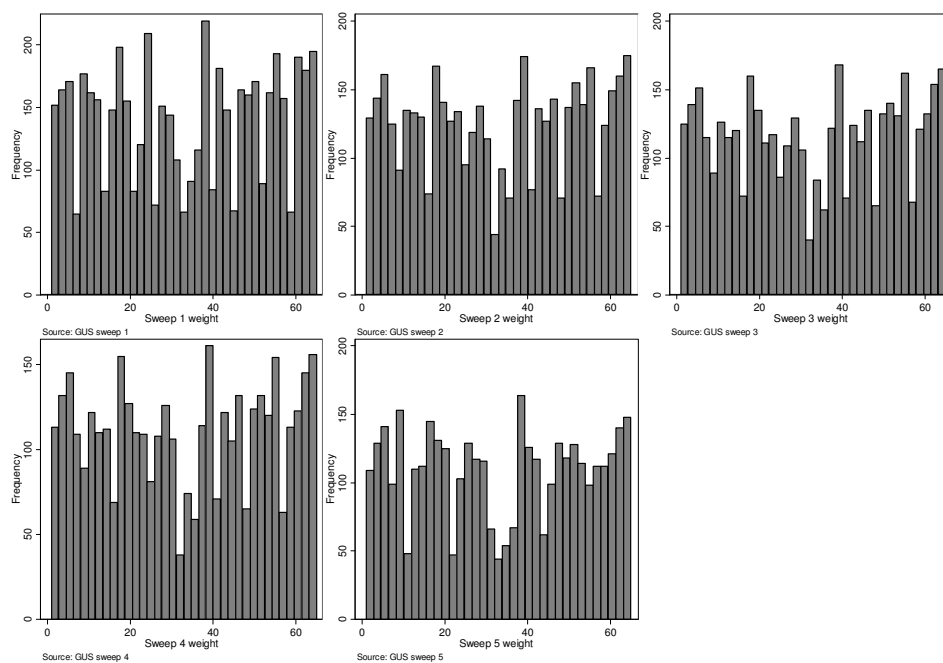 Frequency
0 50 100 150 200
0 20 40 60
Sweep 1 weight
Source: GUS sweep 1
Frequency
0 50 100 150 200
0 20 40 60
Sweep 2 weight
Source: GUS sweep 2
Frequency
0 50 100 150 200
0 20 40 60
Sweep 3 weight
Source: GUS sweep 3
Frequency
0 50 100 150
0 20 40 60
Sweep 4 weight
Source: GUS sweep 4
Frequency
0 50 100 150 200
0 20 40 60
Sweep 5 weight
Source: GUS sweep 5